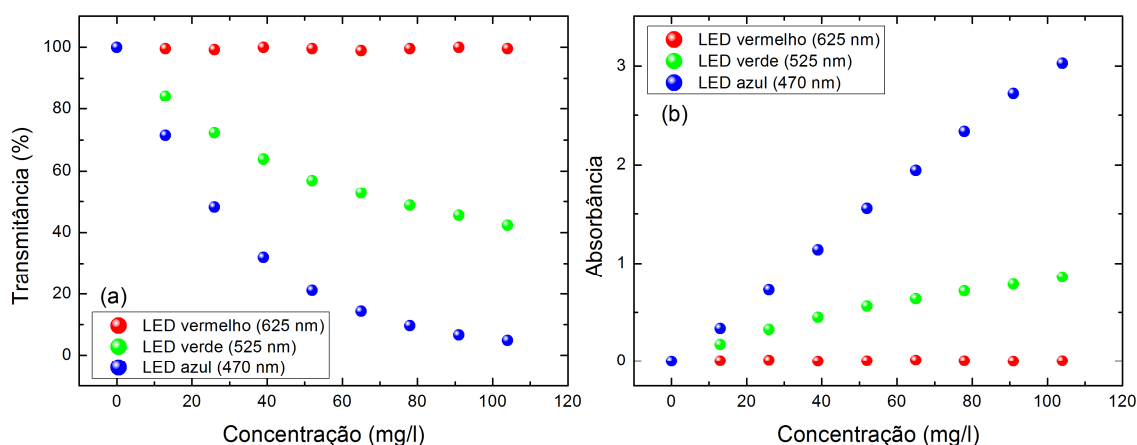 100
80
60
40
20
0
Transmitância (%)
(a)
LED vermelho (625 nm)
LED verde (525 nm)
LED azul (470 nm)
0 20 40 60 80 100 120
Concentração (mg/l)
LED vermelho (625 nm)
LED verde (525 nm)
LED azul (470 nm)
(b)
3
2
1
0
Absorbância
0 20 40 60 80 100 120
Concentração (mg/l)